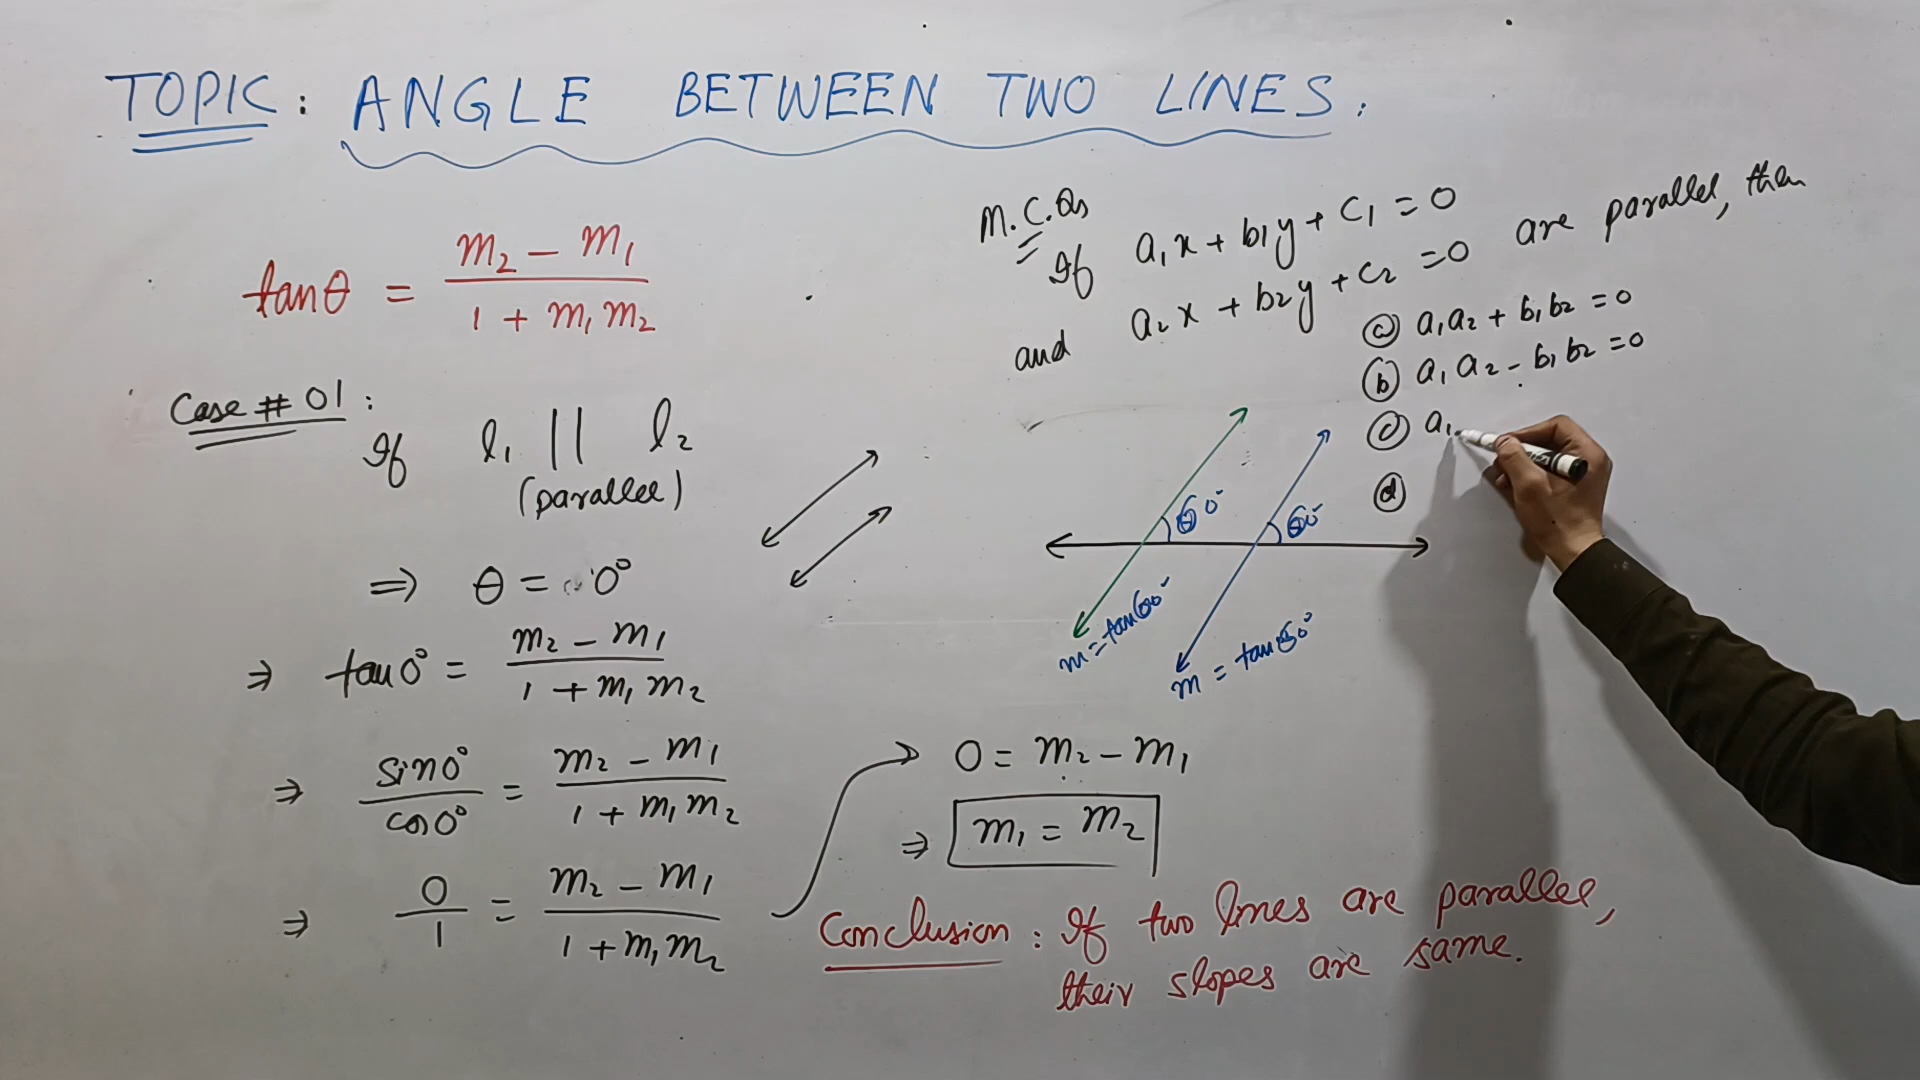 TOPIC: ANGLE BETWEEN TWO LINES.
tanθ = (m₂ - m₁)/(1 + m₁m₂)
Case # 01:
If l₁ || l₂
(parallel)
⇒ θ = 0°
⇒ tan0° = (m₂ - m₁)/(1 + m₁m₂)
⇒ sin0°/cos0° = (m₂ - m₁)/(1 + m₁m₂)
⇒ 0/1 = (m₂ - m₁)/(1 + m₁m₂)
0 = m₂ - m₁
⇒ m₁ = m₂
Conclusion: If two lines are parallel,
their slopes are same.
M.C.Qs
If a₁x + b₁y + c₁ = 0
and a₂x + b₂y + c₂ = 0 are parallel, then
(a) a₁a₂ + b₁b₂ = 0
(b) a₁a₂ - b₁b₂ = 0
(c) a₁
(d)
60°
60°
m = tan60°
m = tan60°